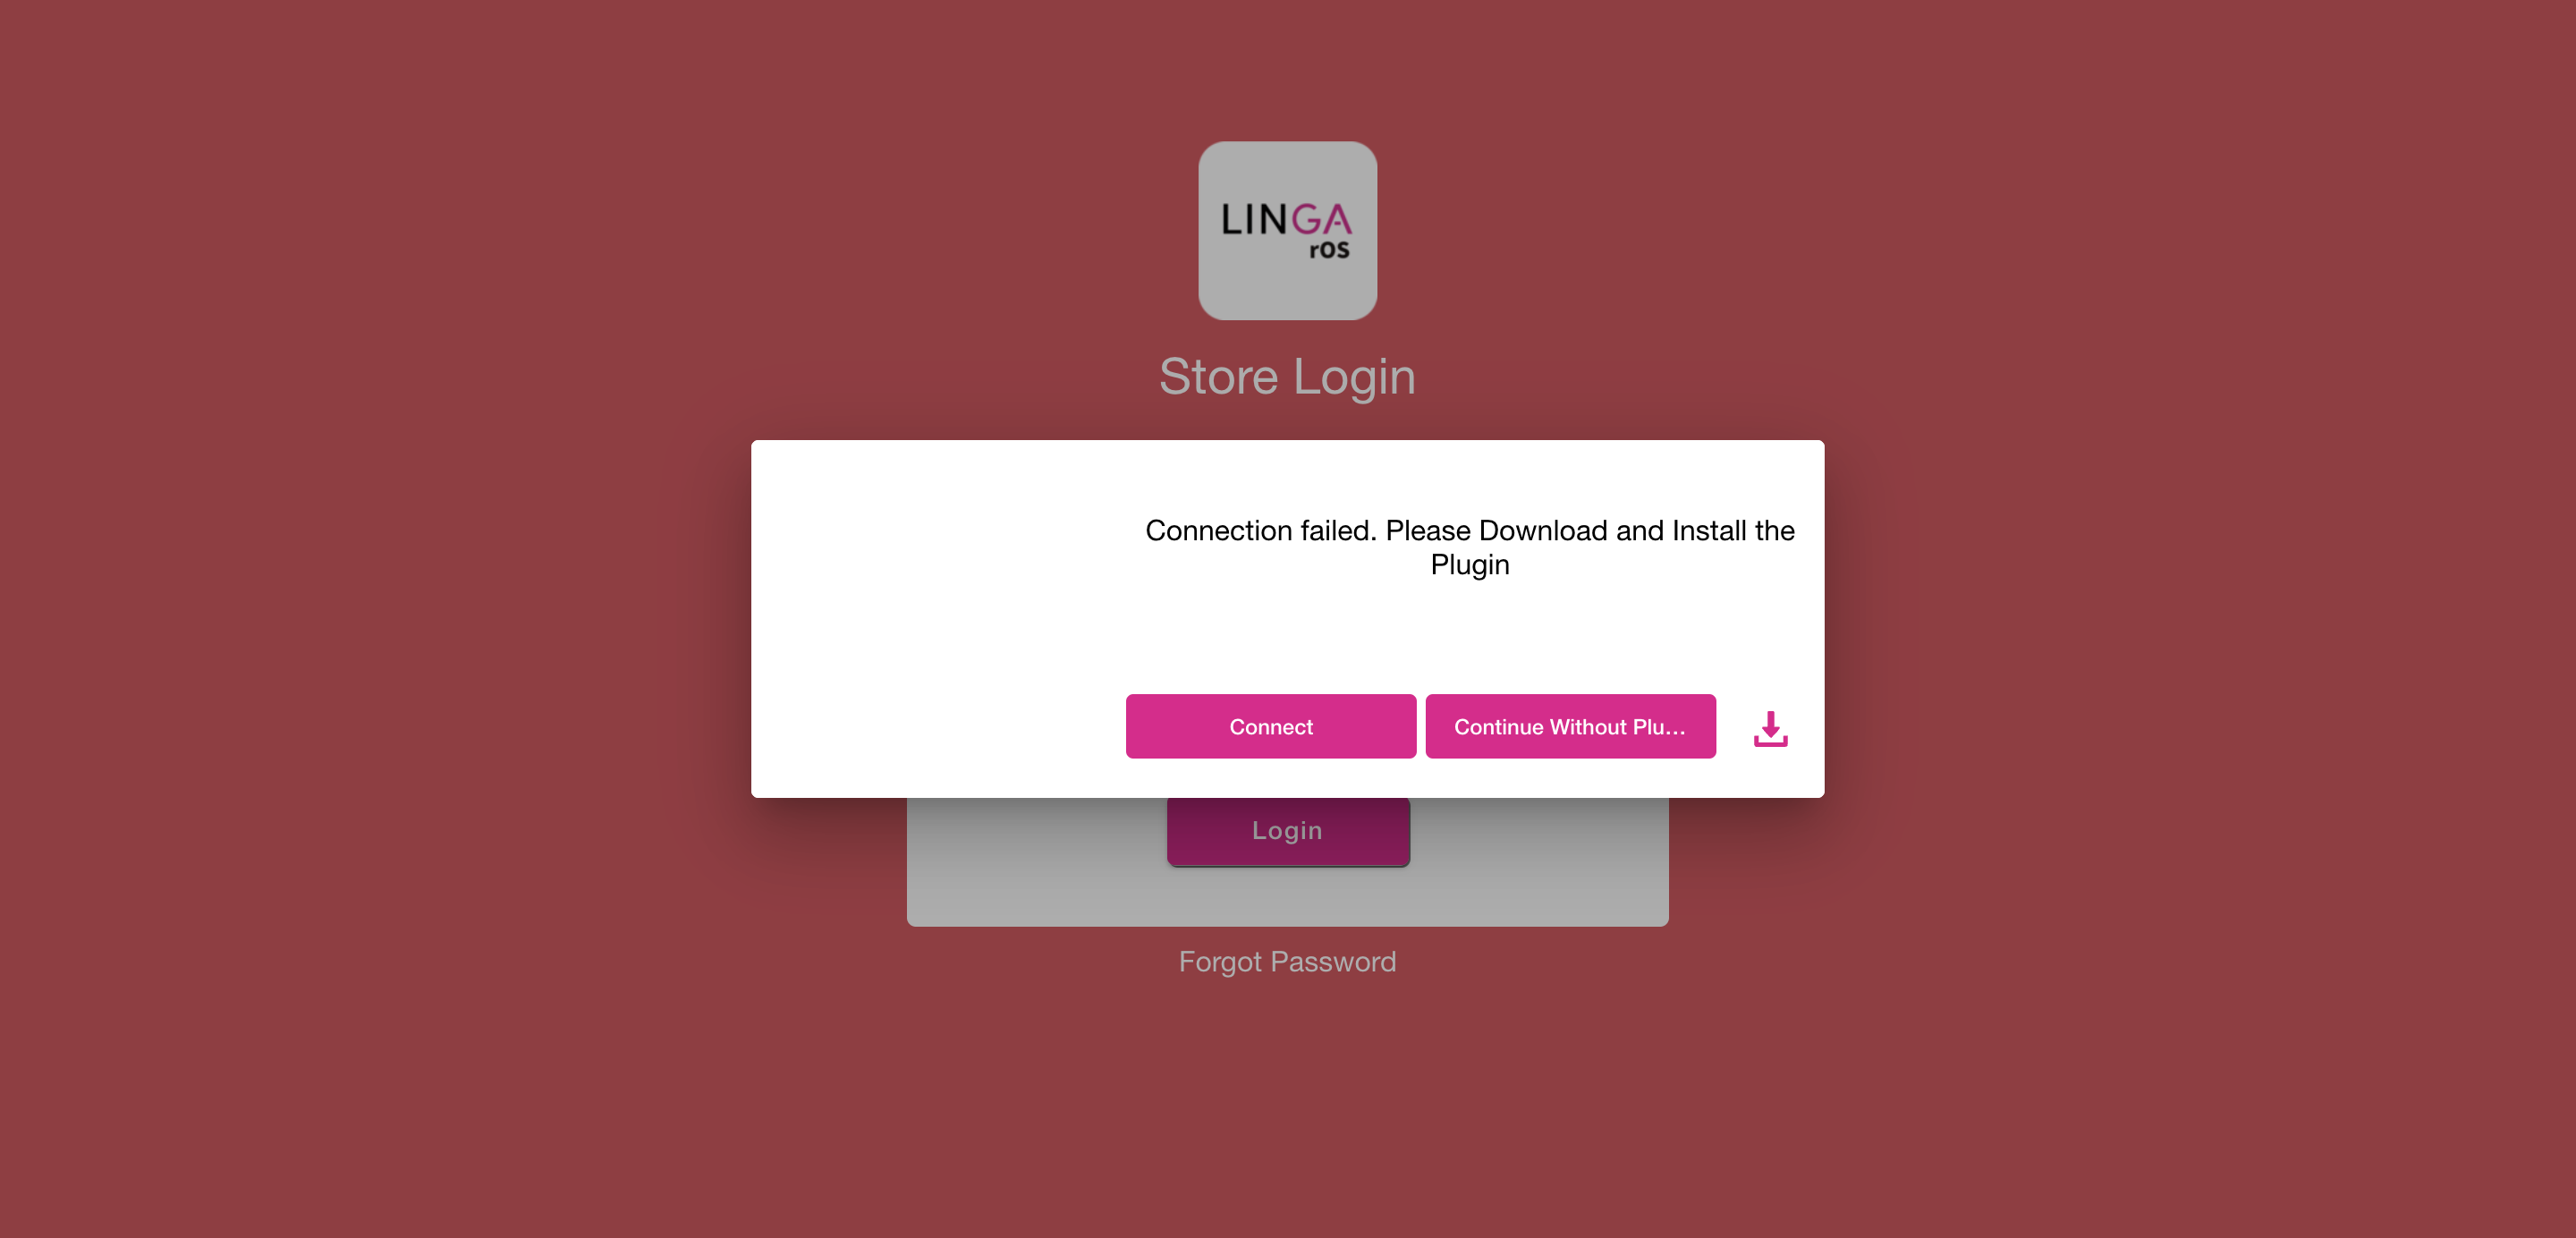 LINGA
rOS
Store Login
Connection failed. Please Download and Install the
Plugin
Connect
Continue Without Plu...
Login
Forgot Password